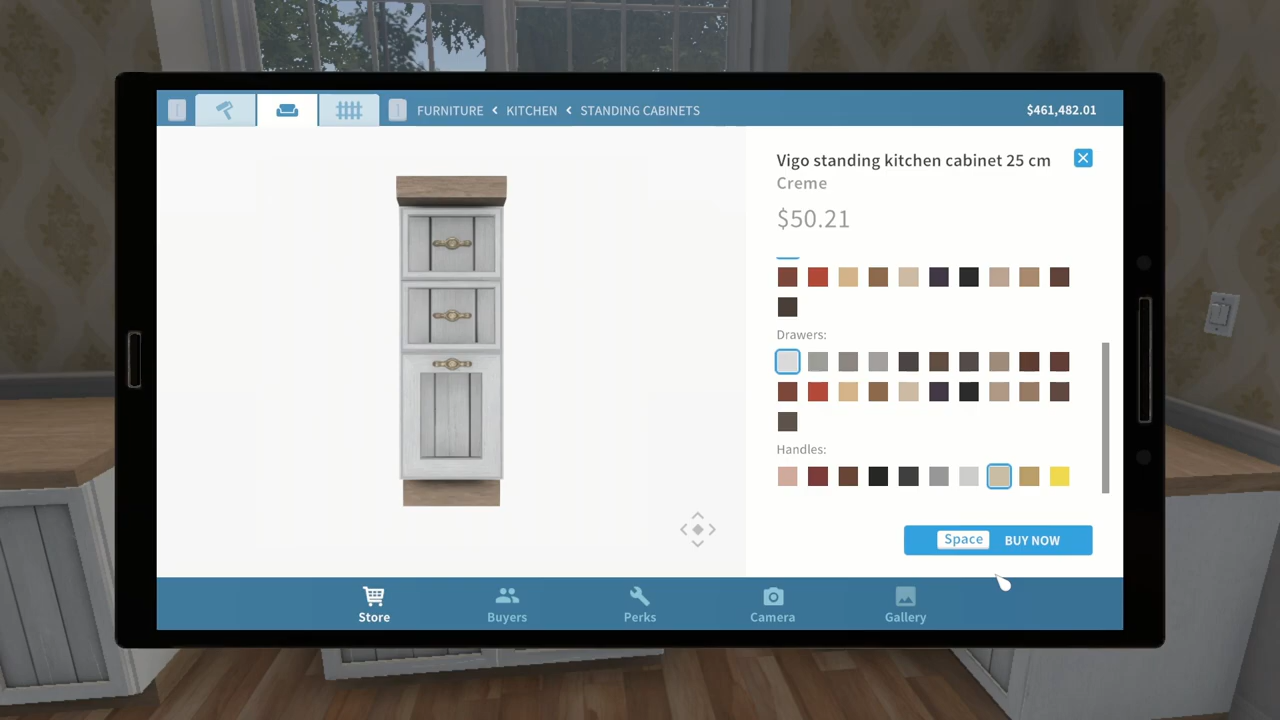 FURNITURE < KITCHEN < STANDING CABINETS
$461,482.01
Vigo standing kitchen cabinet 25 cm
Creme
$50.21
Drawers:
Handles:
Space BUY NOW
Store
Buyers
Perks
Camera
Gallery